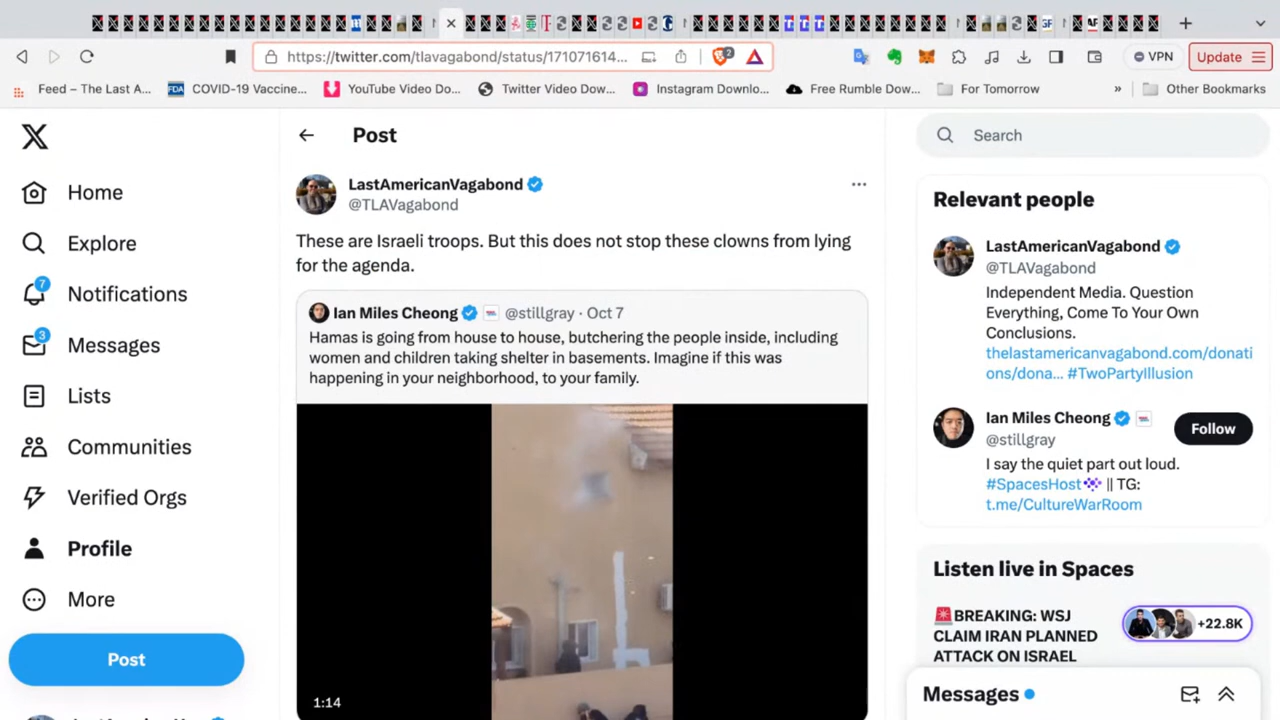 https://twitter.com/tlavagabond/status/171071614...
2
VPN
Update
Feed – The Last A...
FDA
COVID-19 Vaccine...
YouTube Video Do...
Twitter Video Dow...
Instagram Downlo...
Free Rumble Dow...
For Tomorrow
»
Other Bookmarks
Home
Explore
7
Notifications
3
Messages
Lists
Communities
Verified Orgs
Profile
More
Post
Post
LastAmericanVagabond
@TLAVagabond
These are Israeli troops. But this does not stop these clowns from lying
for the agenda.
Ian Miles Cheong @stillgray · Oct 7
Hamas is going from house to house, butchering the people inside, including
women and children taking shelter in basements. Imagine if this was
happening in your neighborhood, to your family.
1:14
Search
Relevant people
LastAmericanVagabond
@TLAVagabond
Independent Media. Question
Everything, Come To Your Own
Conclusions.
thelastamericanvagabond.com/donati
ons/dona... #TwoPartyIllusion
Ian Miles Cheong
@stillgray
Follow
I say the quiet part out loud.
#SpacesHost || TG:
t.me/CultureWarRoom
Listen live in Spaces
BREAKING: WSJ
CLAIM IRAN PLANNED
ATTACK ON ISRAEL
+22.8K
Messages